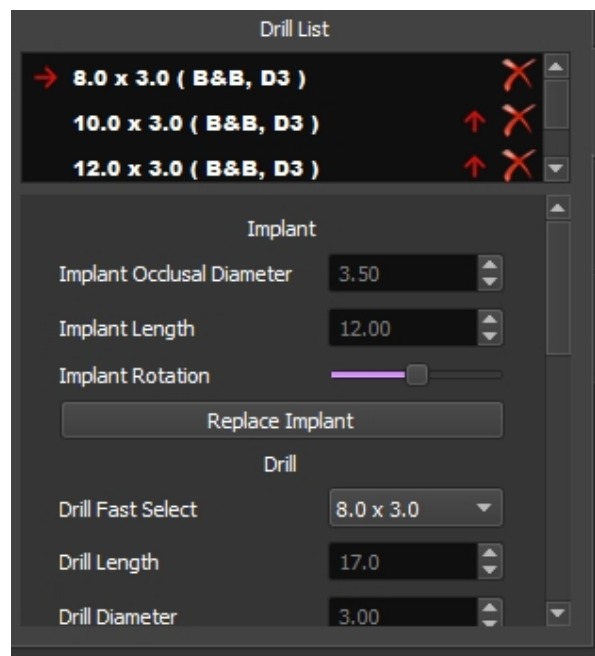 Drill List
8.0 x 3.0 ( B&B, D3 )
10.0 x 3.0 ( B&B, D3 )
12.0 x 3.0 ( B&B, D3 )
Implant
Implant Occlusal Diameter 3.50
Implant Length 12.00
Implant Rotation
Replace Implant
Drill
Drill Fast Select 8.0 x 3.0
Drill Length 17.0
Drill Diameter 3.00